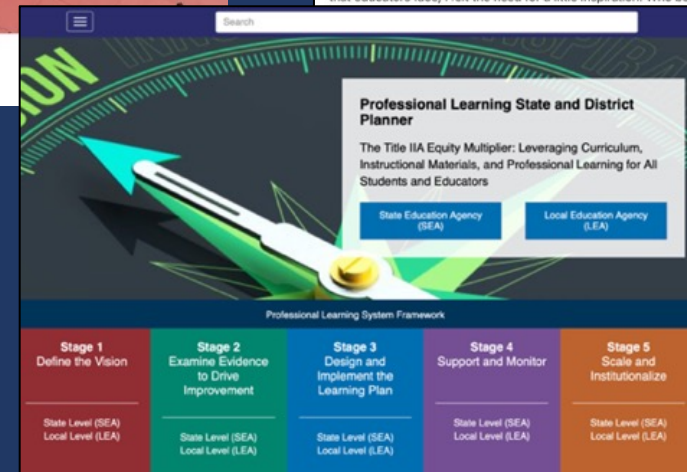 Search
Professional Learning State and District
Planner
The Title IIA Equity Multiplier: Leveraging Curriculum,
Instructional Materials, and Professional Learning for All
Students and Educators
State Education Agency
(SEA)
Local Education Agency
(LEA)
Professional Learning System Framework
Stage 1
Define the Vision
State Level (SEA)
Local Level (LEA)
Stage 2
Examine Evidence
to Drive
Improvement
State Level (SEA)
Local Level (LEA)
Stage 3
Design and
Implement the
Learning Plan
State Level (SEA)
Local Level (LEA)
Stage 4
Support and Monitor
State Level (SEA)
Local Level (LEA)
Stage 5
Scale and
Institutionalize
State Level (SEA)
Local Level (LEA)